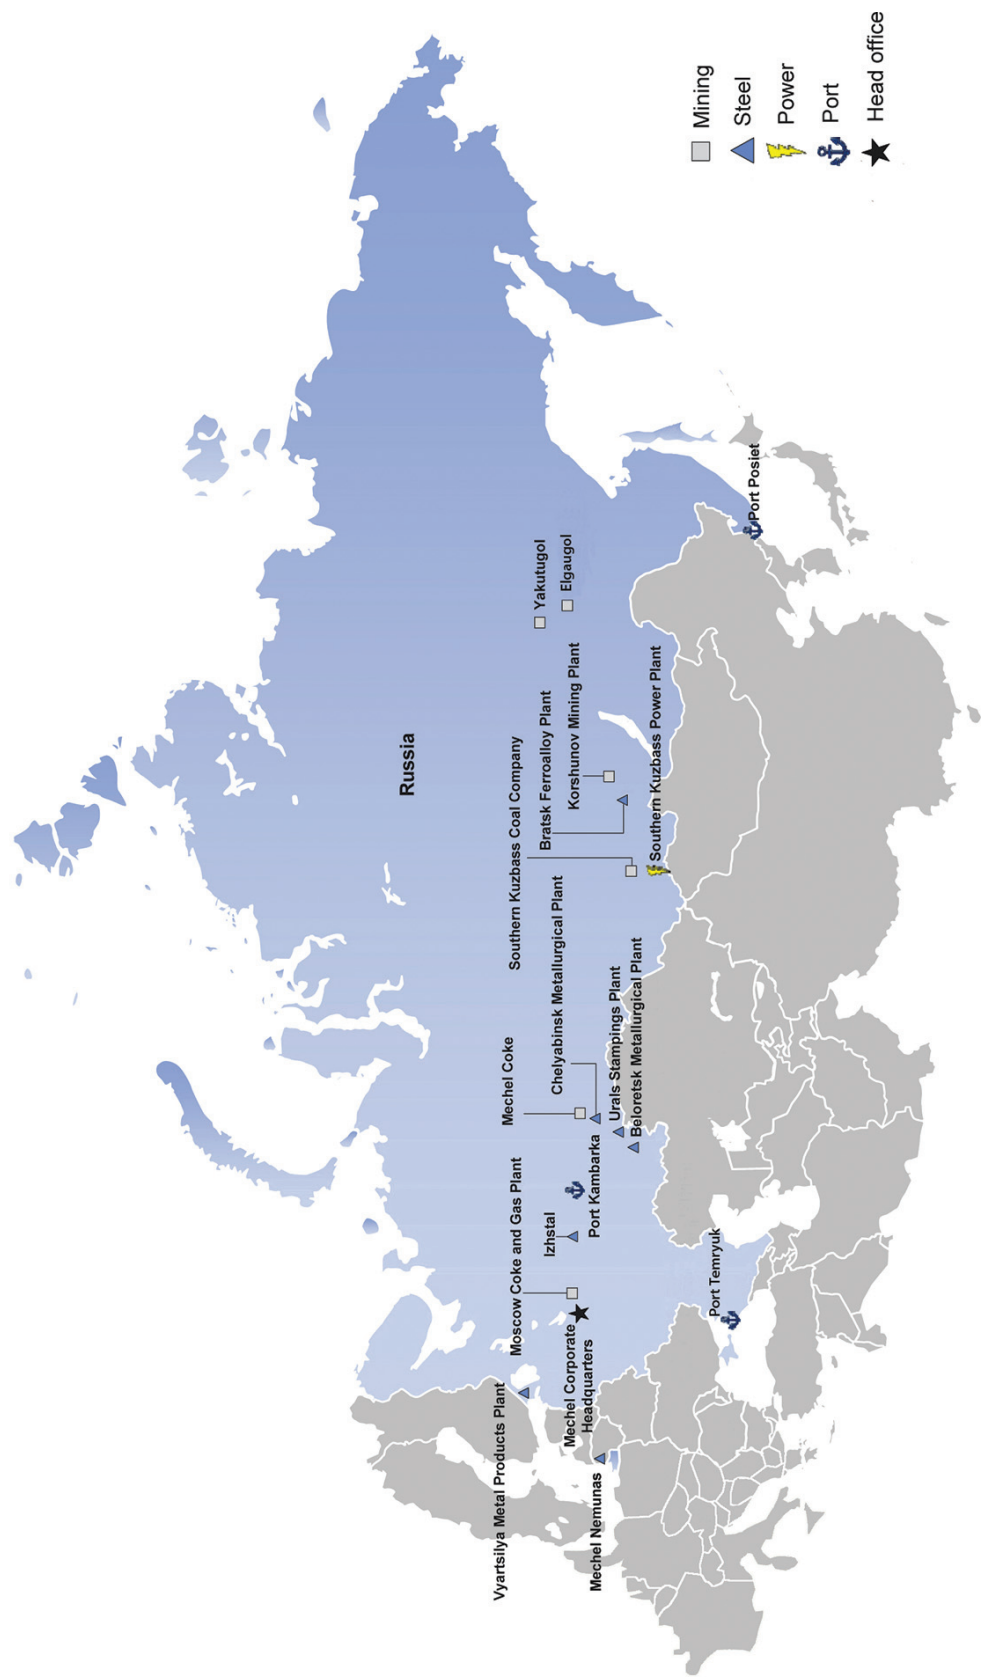 Russia
Yakutugol
Elgaugol
Korshunov Mining Plant
Bratsk Ferroalloy Plant
Southern Kuzbass Coal Company
Southern Kuzbass Power Plant
Port Posiet
Chelyabinsk Metallurgical Plant
Mechel Coke
Urals Stampings Plant
Beloretsk Metallurgical Plant
Port Kambarka
Izhstal
Moscow Coke and Gas Plant
Mechel Corporate
Headquarters
Port Temryuk
Vyartsilya Metal Products Plant
Mechel Nemunas
Mining
Steel
Power
Port
Head office